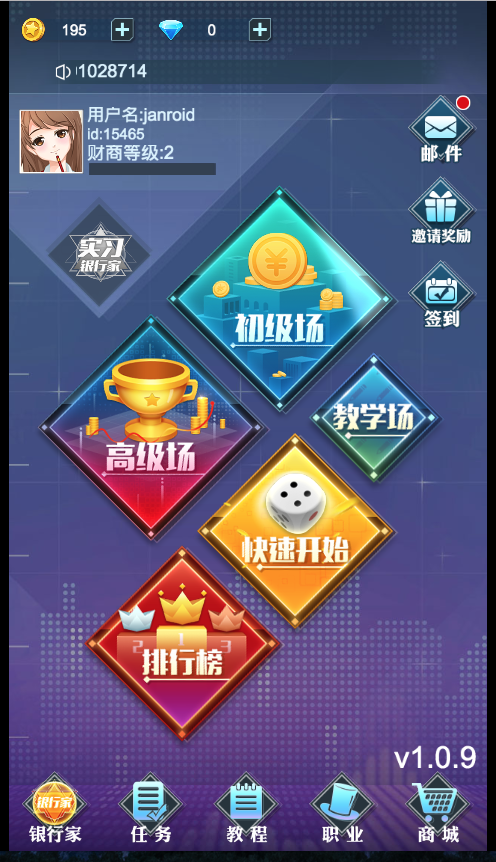 195
0
1028714
用户名:janroid
id:15465
财商等级:2
邮件
邀请奖励
签到
实习
银行家
初级场
教学场
高级场
快速开始
2 1 3
排行榜
v1.0.9
银行家
银行家 任务 教程 职业 商城